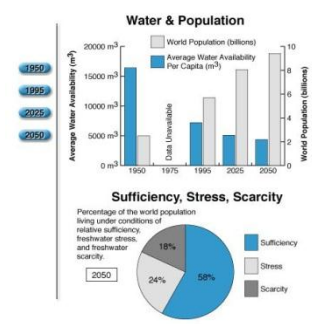 Water & Population
1950
1995
2025
2050
Average Water Availability (m³)
20000 m³
15000 m³
10000 m³
5000 m³
0 m³
World Population (billions)
Average Water Availability
Per Capita (m³)
Data Unavailable
10
8
6
4
2
0
World Population (billions)
1950
1975
1995
2025
2050
Sufficiency, Stress, Scarcity
Percentage of the world population
living under conditions of
relative sufficiency,
freshwater stress,
and freshwater
scarcity.
2050
18%
24%
58%
Sufficiency
Stress
Scarcity